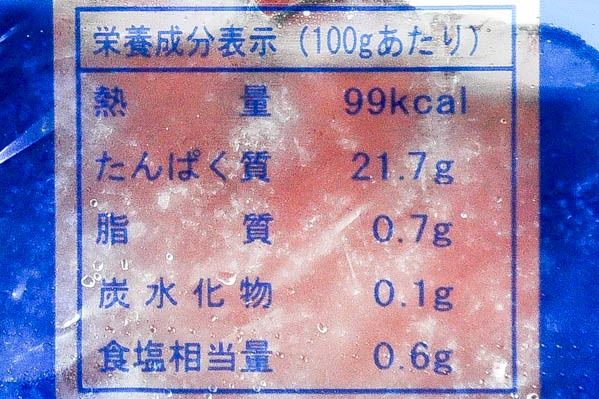 栄養成分表示(100gあたり)
熱量 99kcal
たんぱく質 21.7g
脂質 0.7g
炭水化物 0.1g
食塩相当量 0.6g